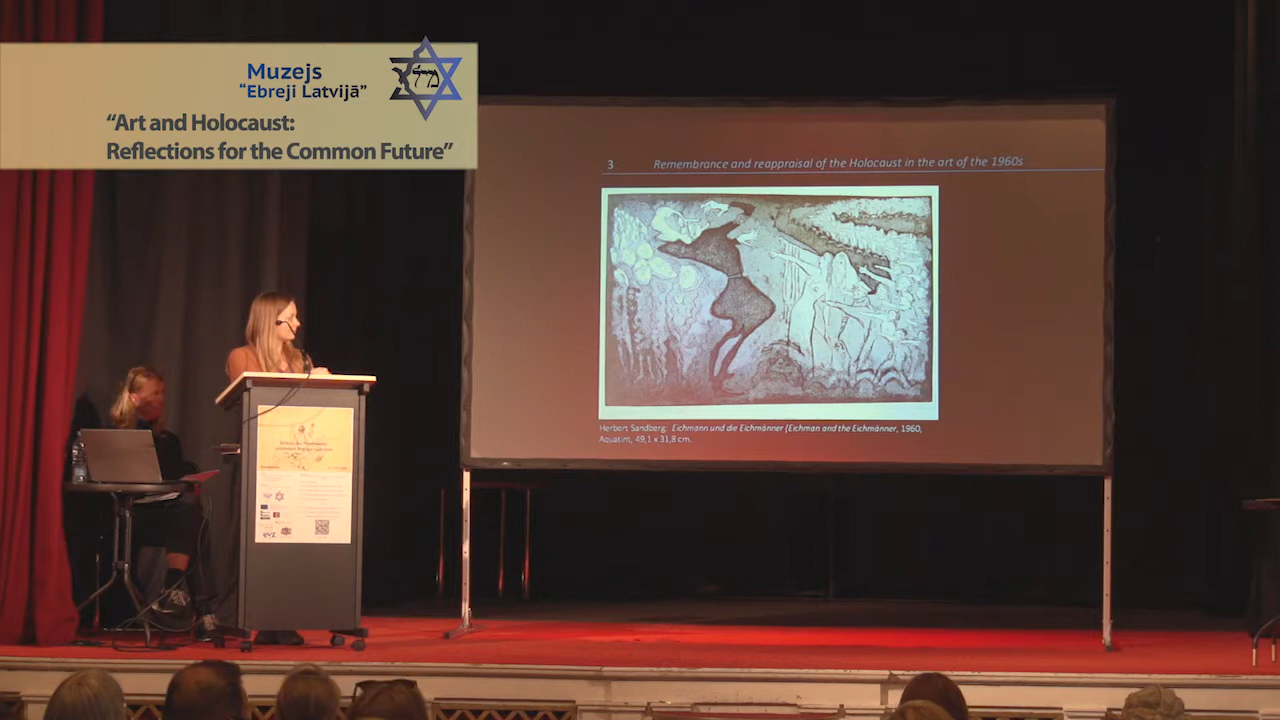 Muzejs
“Ebreji Latvijā”
“Art and Holocaust:
Reflections for the Common Future”
3 Remembrance and reappraisal of the Holocaust in the art of the 1960s
Herbert Sandberg: Eichmann und die Eichmänner (Eichman and the Eichmänner, 1960,
Aquatint, 49,1 x 31,8 cm.